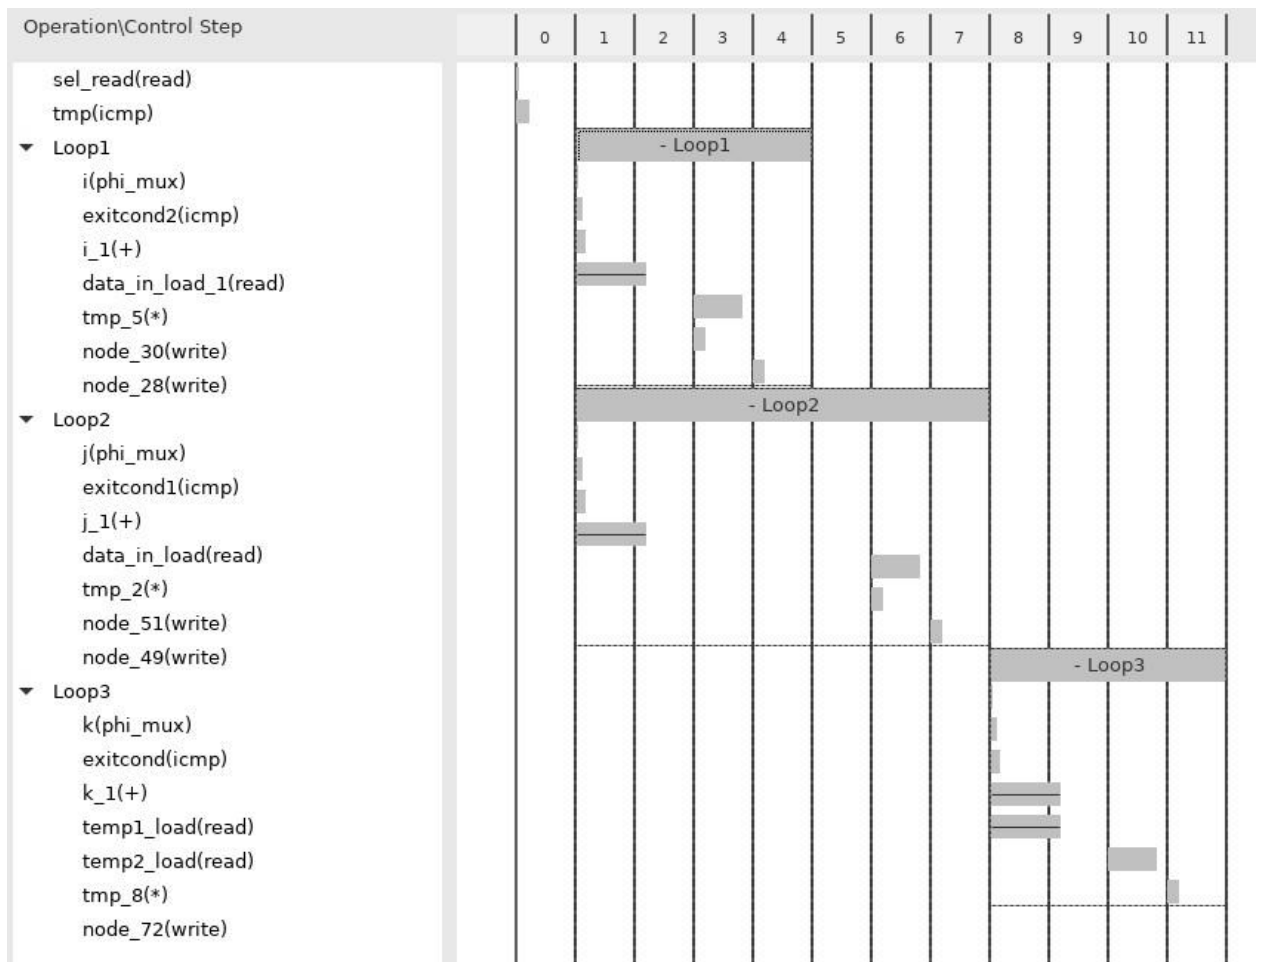 Operation\Control Step
0 1 2 3 4 5 6 7 8 9 10 11
sel_read(read)
tmp(icmp)
Loop1
- Loop1
i(phi_mux)
exitcond2(icmp)
i_1(+)
data_in_load_1(read)
tmp_5(*)
node_30(write)
node_28(write)
- Loop2
Loop2
j(phi_mux)
exitcond1(icmp)
j_1(+)
data_in_load(read)
tmp_2(*)
node_51(write)
node_49(write)
- Loop3
Loop3
k(phi_mux)
exitcond(icmp)
k_1(+)
temp1_load(read)
temp2_load(read)
tmp_8(*)
node_72(write)